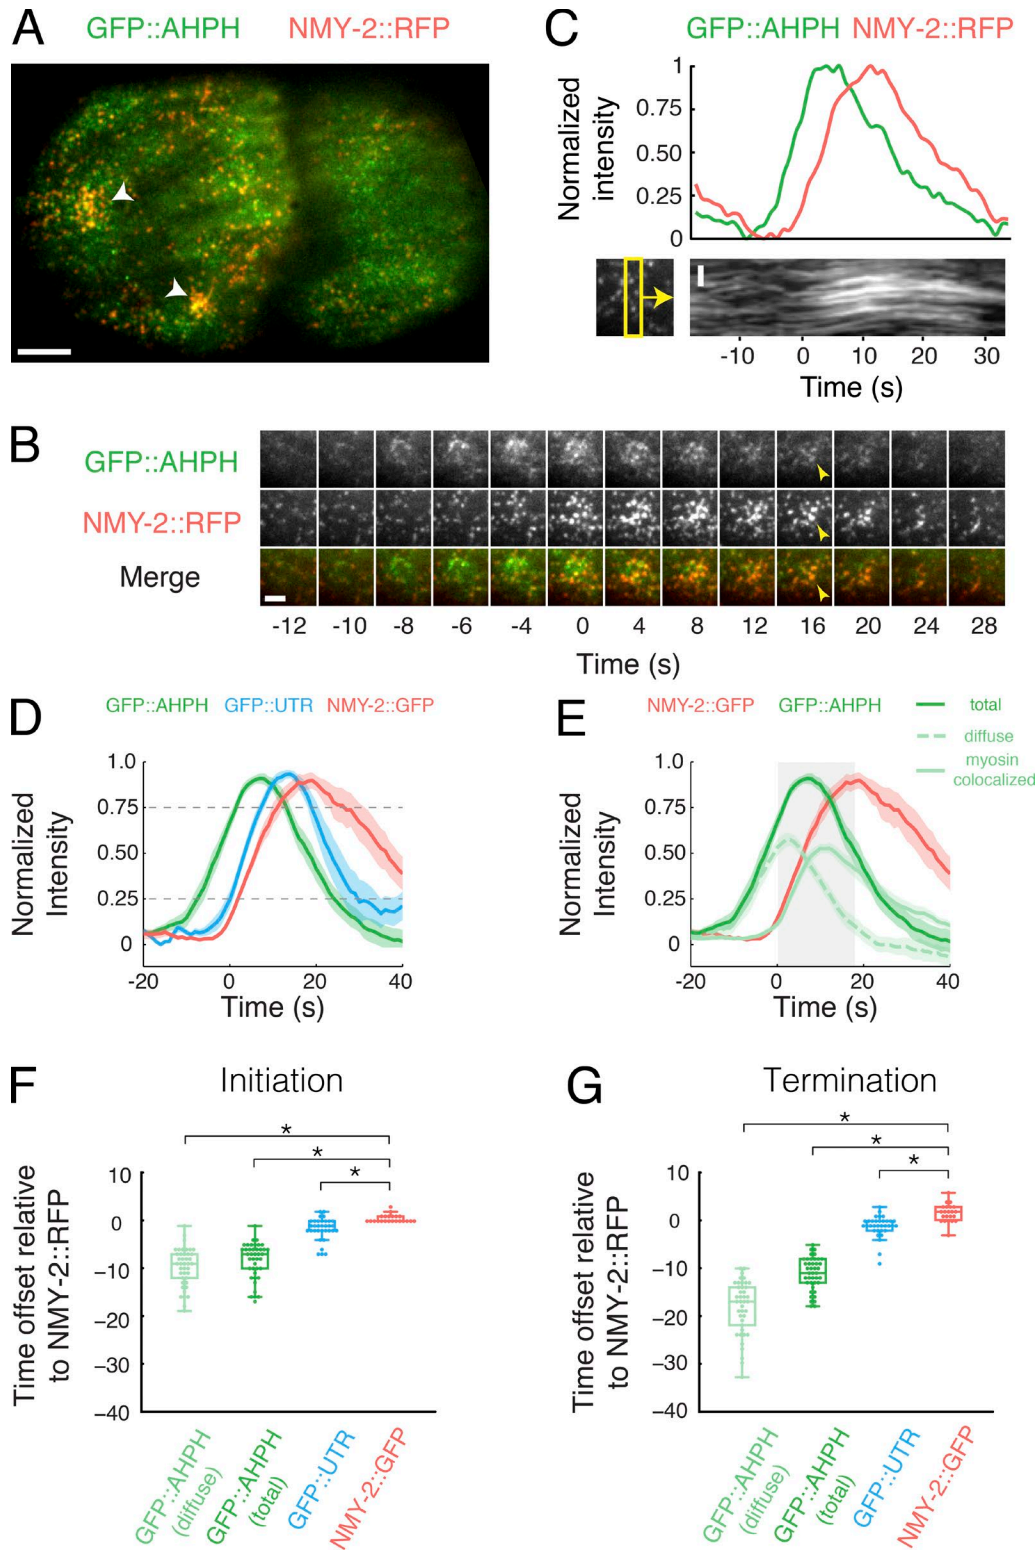 A
GFP::AHPH NMY-2::RFP
C
GFP::AHPH NMY-2::RFP
Normalized
intensity
1
0.75
0.50
0.25
0
-10 0 10 20 30
Time (s)
B
GFP::AHPH
NMY-2::RFP
Merge
-12 -10 -8 -6 -4 0 4 8 12 16 20 24 28
Time (s)
D
GFP::AHPH GFP::UTR NMY-2::GFP
Normalized
Intensity
1.0
0.75
0.50
0.25
0
-20 0 20 40
Time (s)
E
NMY-2::GFP GFP::AHPH
total
diffuse
myosin
colocalized
Normalized
Intensity
1.0
0.75
0.50
0.25
0
-20 0 20 40
Time (s)
F
Initiation
Time offset relative
to NMY-2::RFP
* 
*
*
10
0
−10
−20
−30
−40
GFP::AHPH
(diffuse)
GFP::AHPH
(total)
GFP::UTR
NMY-2::GFP
G
Termination
Time offset relative
to NMY-2::RFP
*
*
*
10
0
−10
−20
−30
−40
GFP::AHPH
(diffuse)
GFP::AHPH
(total)
GFP::UTR
NMY-2::GFP